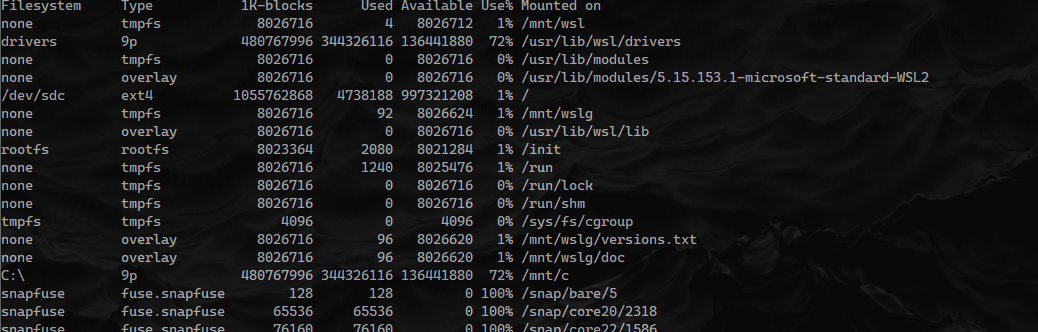 Filesystem     Type          1K-blocks      Used Available Use% Mounted on
none           tmpfs           8026716         4   8026712   1% /mnt/wsl
drivers        9p            480767996 344326116 136441880  72% /usr/lib/wsl/drivers
none           tmpfs           8026716         0   8026716   0% /usr/lib/modules
none           overlay         8026716         0   8026716   0% /usr/lib/modules/5.15.153.1-microsoft-standard-WSL2
/dev/sdc       ext4         1055762868   4738188 997321208   1% /
none           tmpfs           8026716        92   8026624   1% /mnt/wslg
none           overlay         8026716         0   8026716   0% /usr/lib/wsl/lib
rootfs         rootfs          8023364      2080   8021284   1% /init
none           tmpfs           8026716      1240   8025476   1% /run
none           tmpfs           8026716         0   8026716   0% /run/lock
none           tmpfs           8026716         0   8026716   0% /run/shm
tmpfs          tmpfs              4096         0      4096   0% /sys/fs/cgroup
none           overlay         8026716        96   8026620   1% /mnt/wslg/versions.txt
none           overlay         8026716        96   8026620   1% /mnt/wslg/doc
C:\            9p            480767996 344326116 136441880  72% /mnt/c
snapfuse       fuse.snapfuse       128       128         0 100% /snap/bare/5
snapfuse       fuse.snapfuse     65536     65536         0 100% /snap/core20/2318
snapfuse       fuse.snapfuse     76160     76160         0 100% /snap/core22/1586